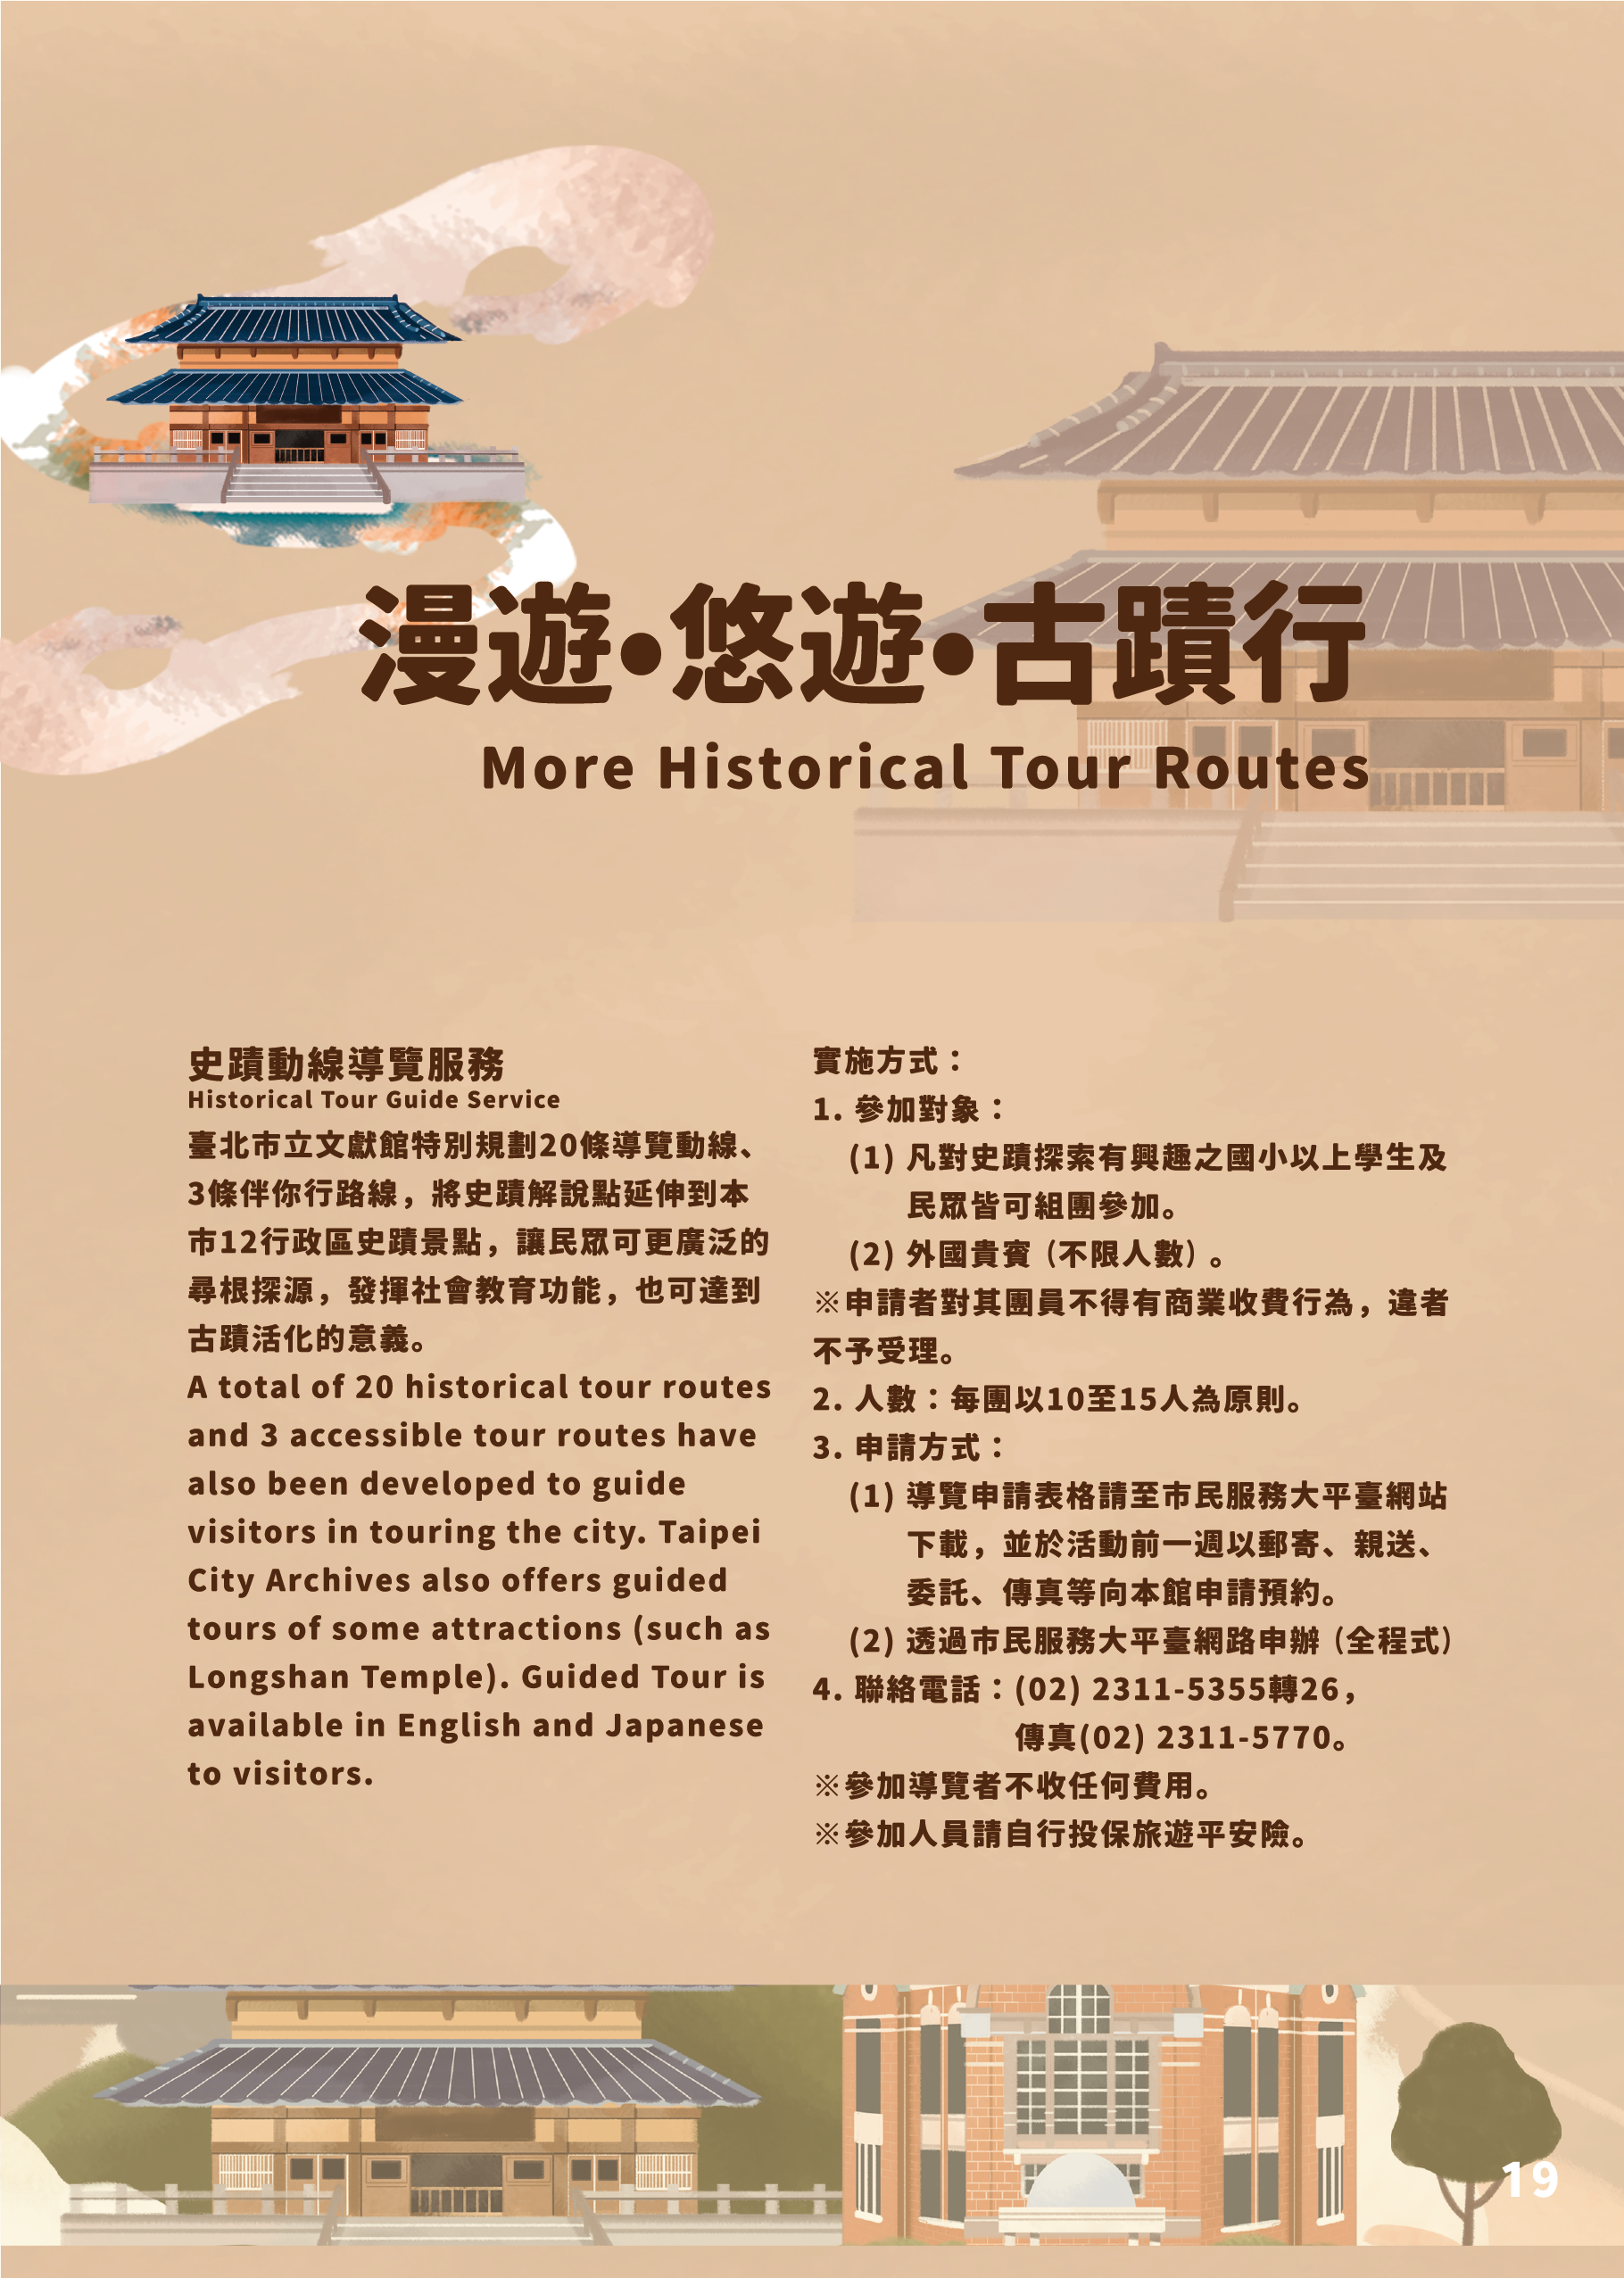 漫遊•悠遊•古蹟行
More Historical Tour Routes
史蹟動線導覽服務
Historical Tour Guide Service
臺北市立文獻館特別規劃20條導覽動線、
3條伴你行路線，將史蹟解說點延伸到本
市12行政區史蹟景點，讓民眾可更廣泛的
尋根探源，發揮社會教育功能，也可達到
古蹟活化的意義。
A total of 20 historical tour routes
and 3 accessible tour routes have
also been developed to guide
visitors in touring the city. Taipei
City Archives also offers guided
tours of some attractions (such as
Longshan Temple). Guided Tour is
available in English and Japanese
to visitors.
實施方式：
1. 參加對象：
(1) 凡對史蹟探索有興趣之國小以上學生及
民眾皆可組團參加。
(2) 外國貴賓（不限人數）。
※申請者對其團員不得有商業收費行為，違者
不予受理。
2. 人數：每團以10至15人為原則。
3. 申請方式：
(1) 導覽申請表格請至市民服務大平臺網站
下載，並於活動前一週以郵寄、親送、
委託、傳真等向本館申請預約。
(2) 透過市民服務大平臺網路申辦（全程式）
4. 聯絡電話：(02) 2311-5355轉26，
傳真(02) 2311-5770。
※參加導覽者不收任何費用。
※參加人員請自行投保旅遊平安險。
19